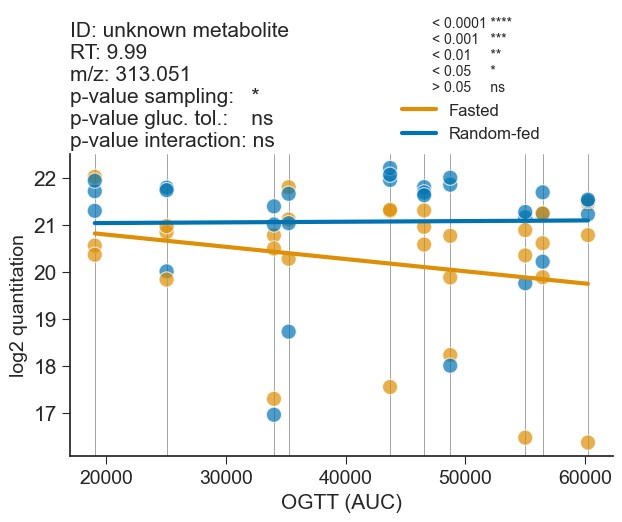 ID: unknown metabolite
RT: 9.99
m/z: 313.051
p-value sampling: *
p-value gluc. tol.: ns
p-value interaction: ns
< 0.0001 ****
< 0.001 ***
< 0.01 **
< 0.05 *
> 0.05 ns
Fasted
Random-fed
log2 quantitation
22
21
20
19
18
17
20000 30000 40000 50000 60000
OGTT (AUC)